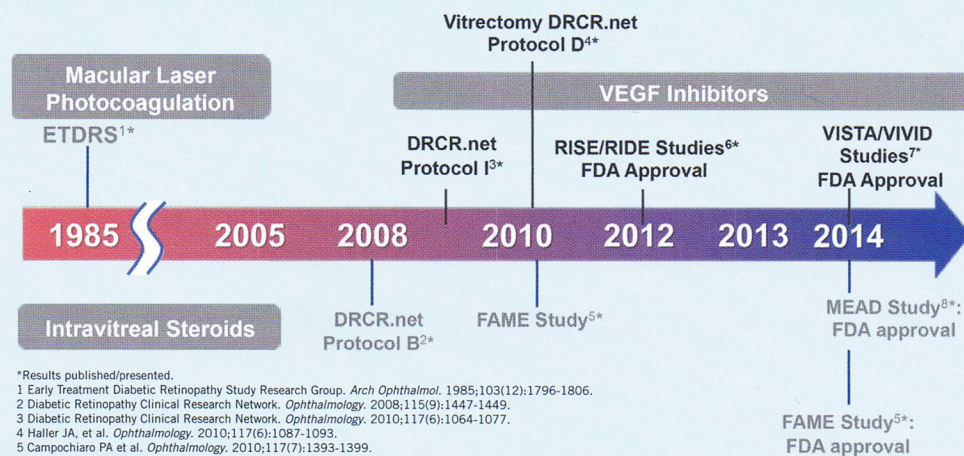 Vitrectomy DRCR.net
Protocol D4*
Macular Laser
Photocoagulation
VEGF Inhibitors
ETDRS1*
DRCR.net
Protocol I3*
RISE/RIDE Studies6*
FDA Approval
VISTA/VIVID
Studies7*
FDA Approval
1985
2005
2008
2010
2012
2013
2014
Intravitreal Steroids
DRCR.net
Protocol B2*
FAME Study5*
MEAD Study8*:
FDA approval
FAME Study5*:
FDA approval
*Results published/presented.
1 Early Treatment Diabetic Retinopathy Study Research Group. Arch Ophthalmol. 1985;103(12):1796-1806.
2 Diabetic Retinopathy Clinical Research Network. Ophthalmology. 2008;115(9):1447-1449.
3 Diabetic Retinopathy Clinical Research Network. Ophthalmology. 2010;117(6):1064-1077.
4 Haller JA, et al. Ophthalmology. 2010;117(6):1087-1093.
5 Campochiaro PA et al. Ophthalmology. 2010;117(7):1393-1399.